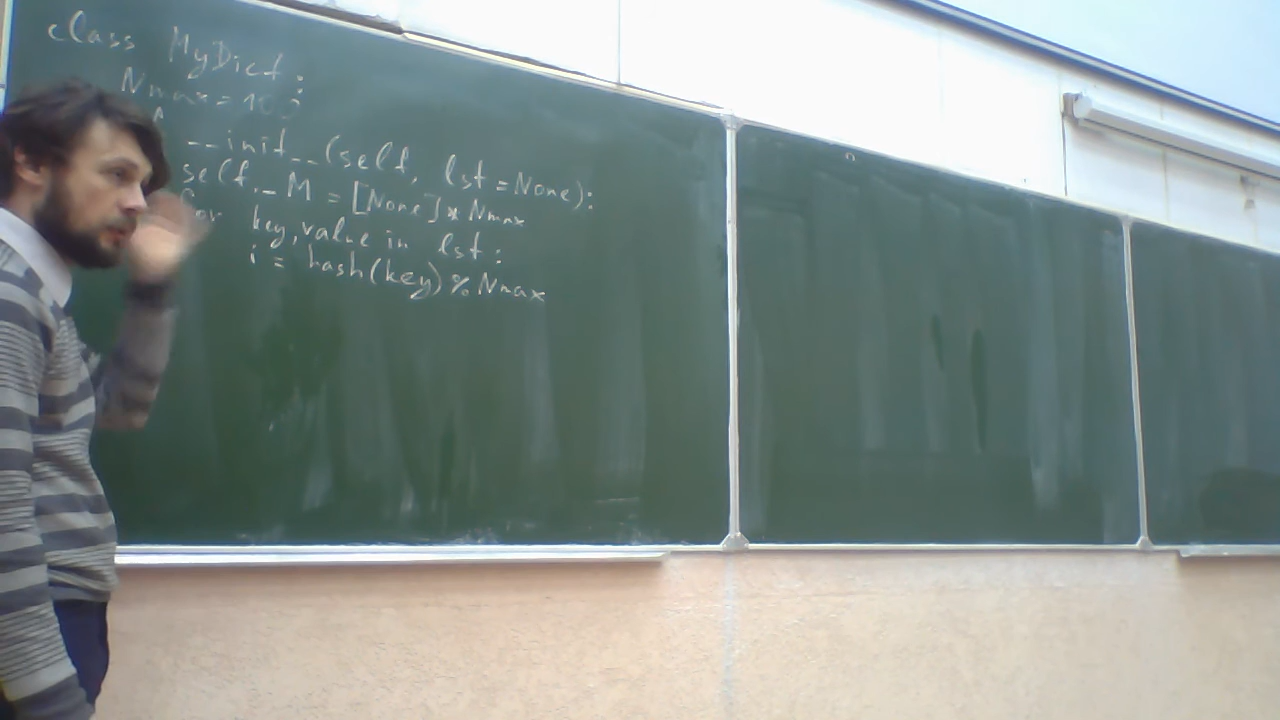 class MyDict:
Nmax = 10
__init__(self, lst = None):
self._M = [None] * Nmax
for key, value in lst:
i = hash(key) % Nmax